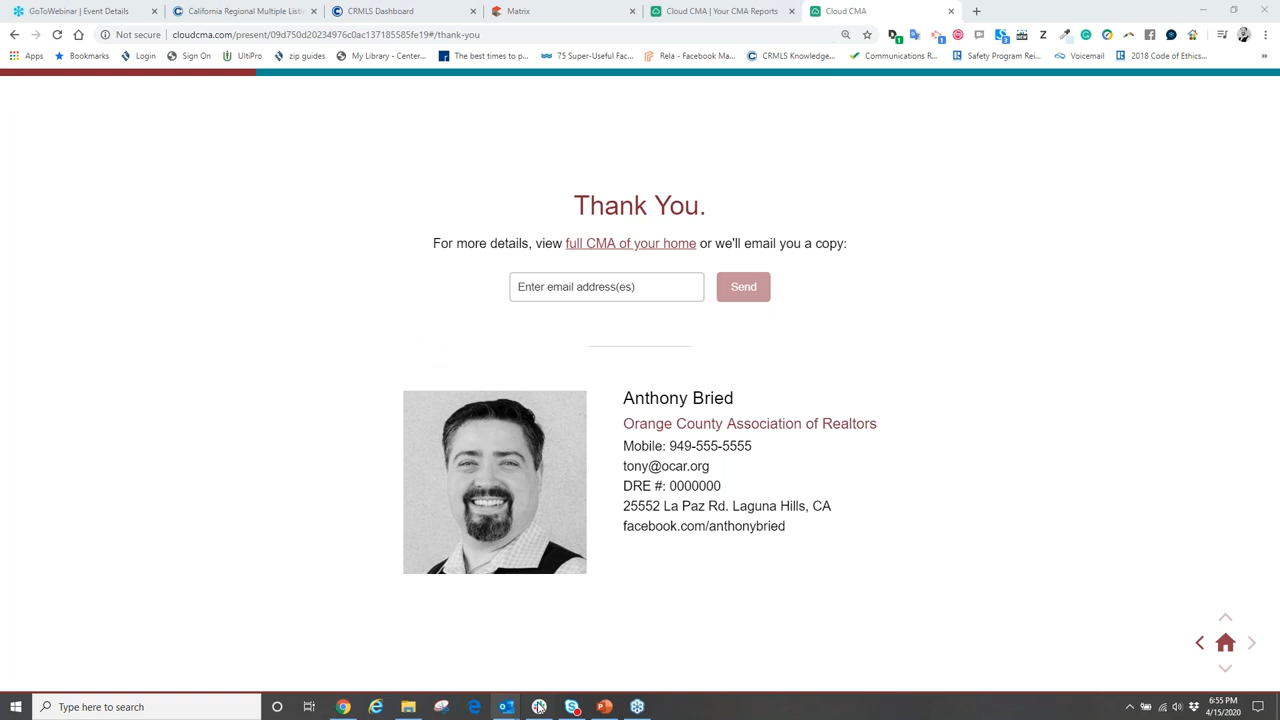 GoToWebinar | Event Details
California Regional Multiple Listin
CRMLS Dashboard
Matrix
Cloud CMA | Your CMA Reports
Cloud CMA
Not secure | cloudcma.com/present/09d750d20234976c0ac137185585fe19#/thank-you
Apps
Bookmarks
Login
Sign On
UltiPro
zip guides
My Library - Center...
The best times to p...
75 Super-Useful Fac...
Rela - Facebook Ma...
CRMLS Knowledge...
Communications R...
Safety Program Rei...
Voicemail
2018 Code of Ethics...
Thank You.
For more details, view full CMA of your home or we'll email you a copy:
Enter email address(es)
Send
Anthony Bried
Orange County Association of Realtors
Mobile: 949-555-5555
tony@ocar.org
DRE #: 0000000
25552 La Paz Rd. Laguna Hills, CA
facebook.com/anthonybried
Type here to search
6:55 PM
4/15/2020